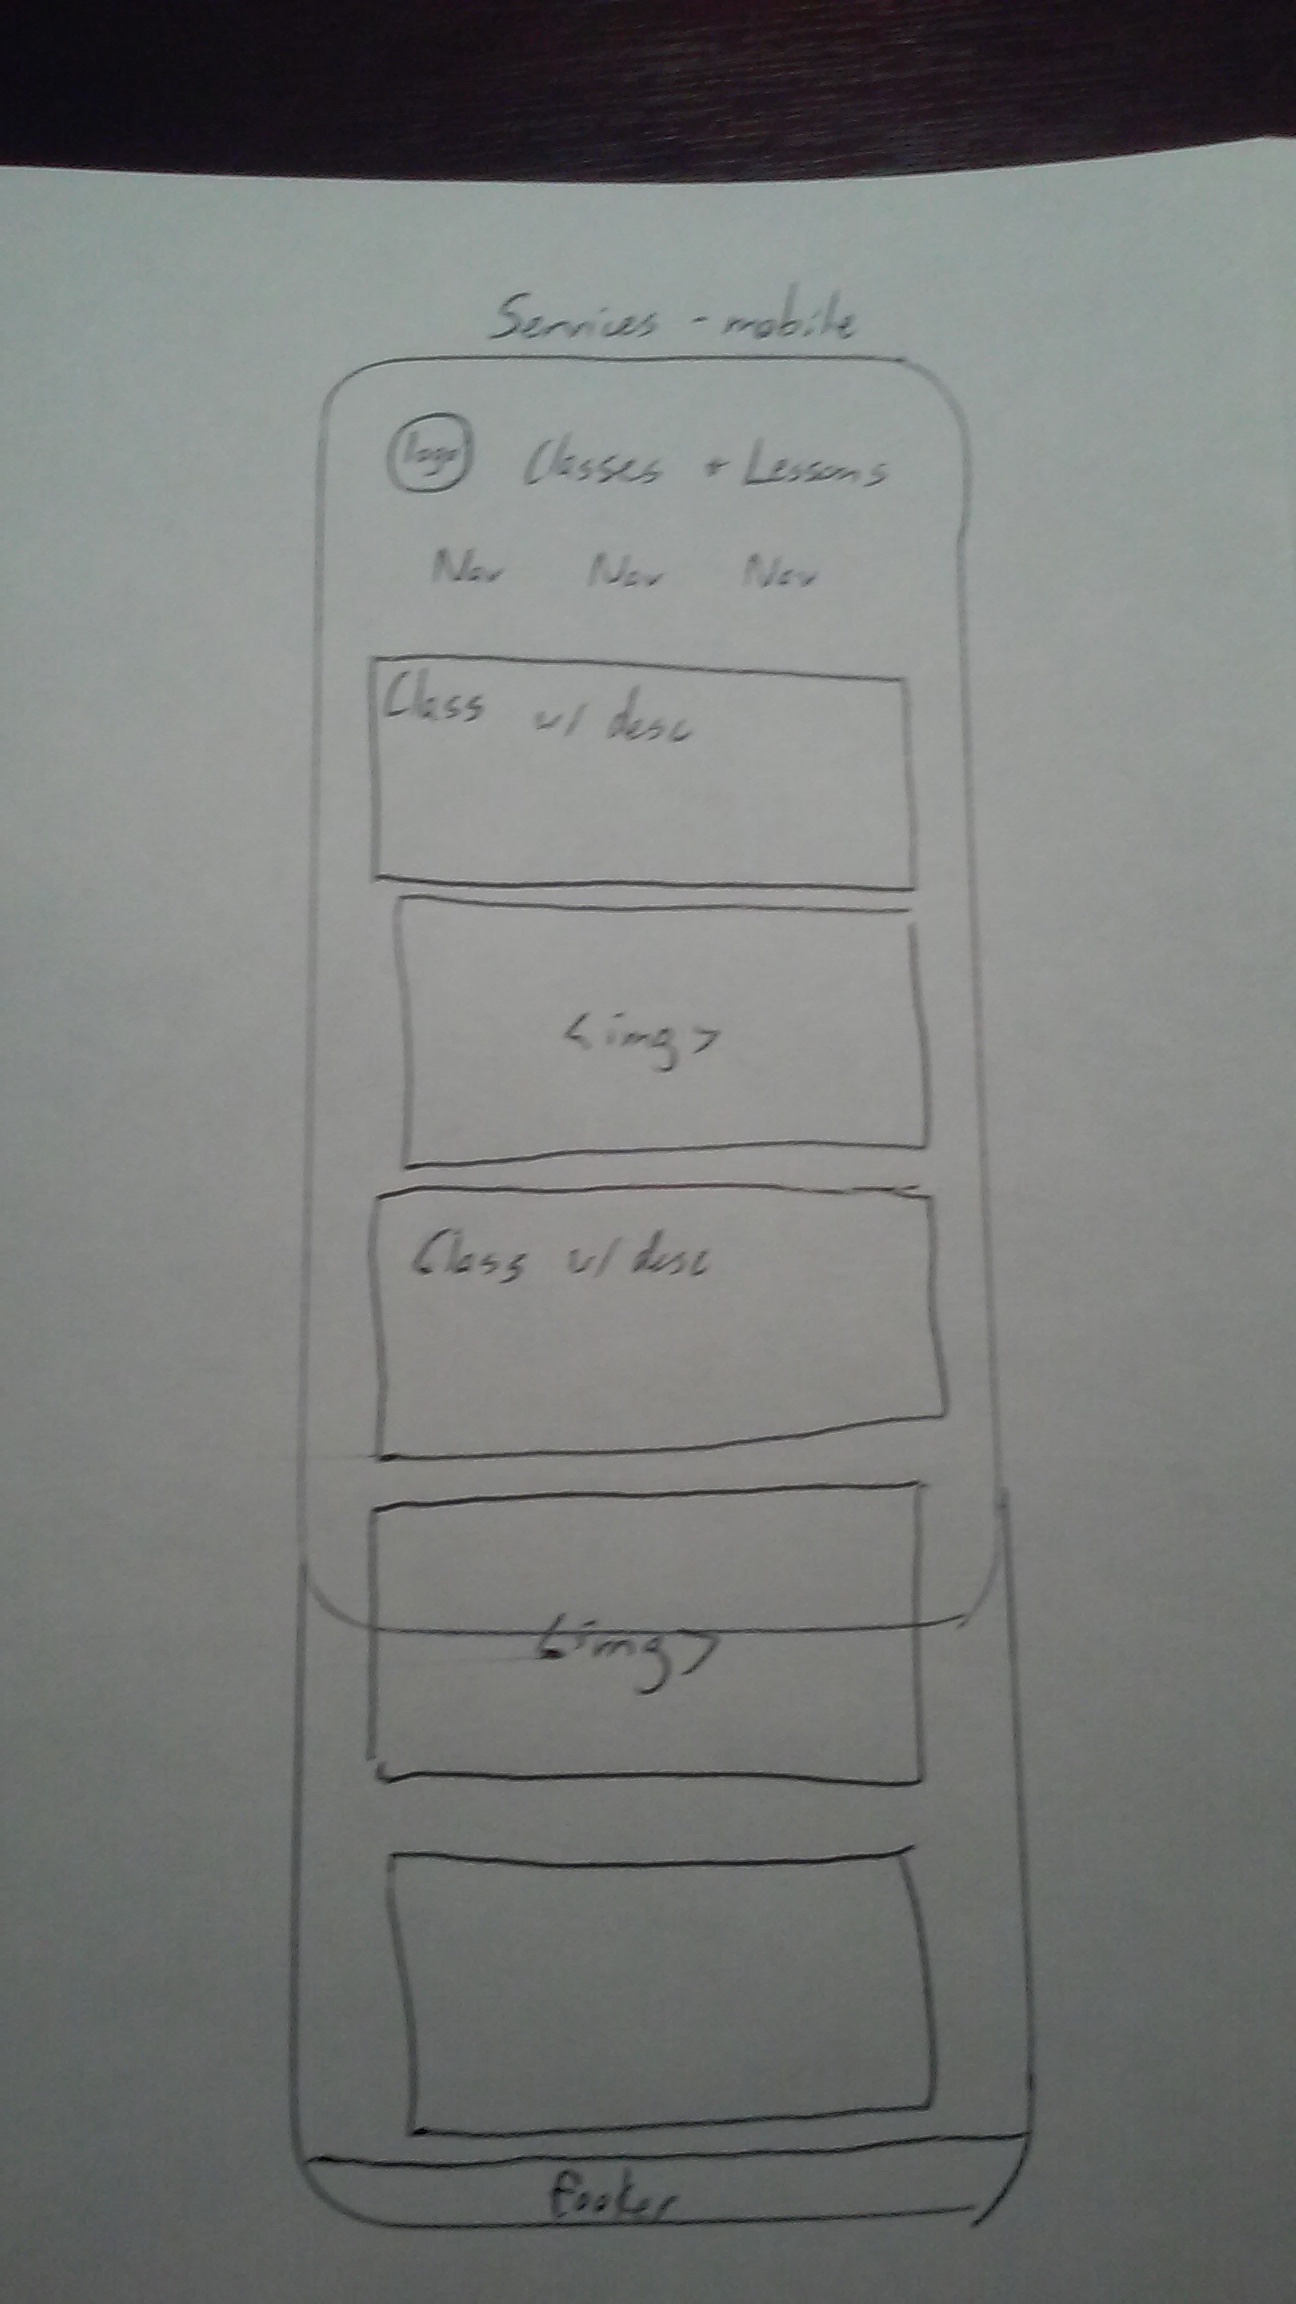 Services - mobile
logo Classes + Lessons
Nav Nav Nav
Class w/ desc
<img>
Class w/ desc
<img>
footer